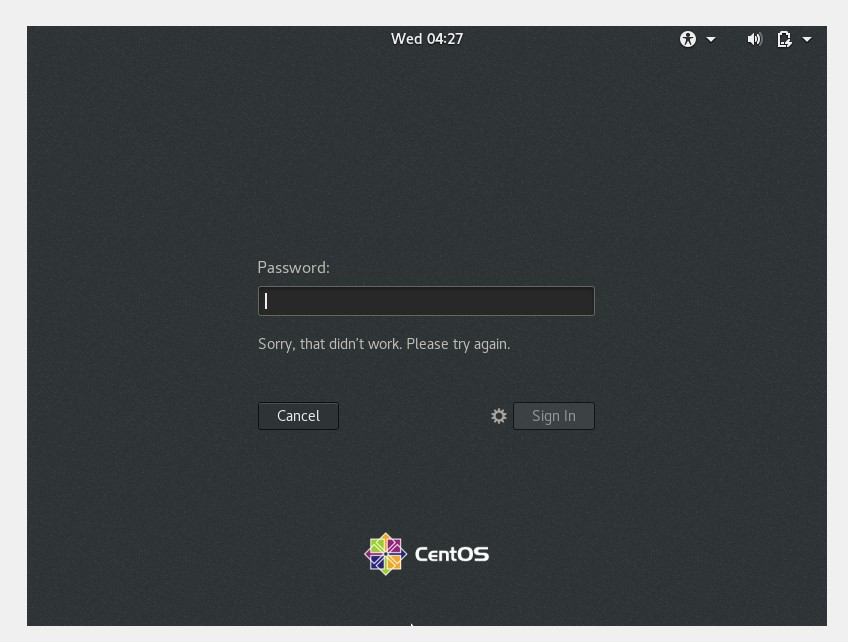 Wed 04:27
Password:
Sorry, that didn't work. Please try again.
Cancel
Sign In
CentOS